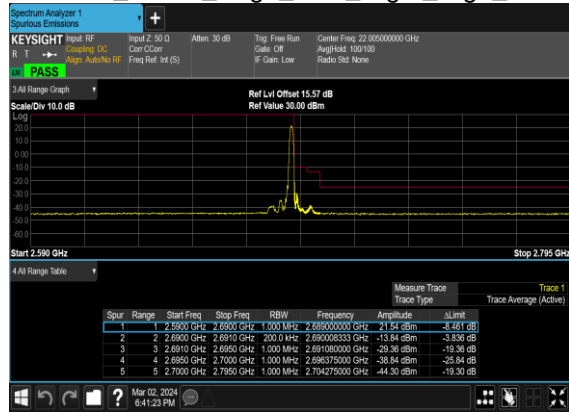 Spectrum Analyzer 1
Spurious Emissions
KEYSIGHT Input: RF Input Z: 50 Ω Atten: 30 dB Trig: Free Run Center Freq: 22.005000000 GHz
R T Coupling: DC Corr CCorr Gate: Off Avg|Hold: 100/100
Align: Auto/No RF Freq Ref: Int (S) IF Gain: Low Radio Std: None
PASS
3 All Range Graph
Ref Lvl Offset 15.57 dB
Scale/Div 10.0 dB Ref Value 30.00 dBm
Log
20.0
10.0
0.00
-10.0
-20.0
-30.0
-40.0
-50.0
-60.0
Start 2.590 GHz Stop 2.795 GHz
4 All Range Table
Measure Trace Trace 1
Trace Type Trace Average (Active)
Spur Range Start Freq Stop Freq RBW Frequency Amplitude ΔLimit
1 1 2.5900 GHz 2.6900 GHz 1.000 MHz 2.689000000 GHz 21.54 dBm -8.461 dB
2 2 2.6900 GHz 2.6910 GHz 200.0 kHz 2.690008333 GHz -13.84 dBm -3.836 dB
3 3 2.6910 GHz 2.6950 GHz 1.000 MHz 2.691080000 GHz -29.36 dBm -19.36 dB
4 4 2.6950 GHz 2.7000 GHz 1.000 MHz 2.696375000 GHz -38.84 dBm -25.84 dB
5 5 2.7000 GHz 2.7950 GHz 1.000 MHz 2.704275000 GHz -44.30 dBm -19.30 dB
Mar 02, 2024
6:41:23 PM